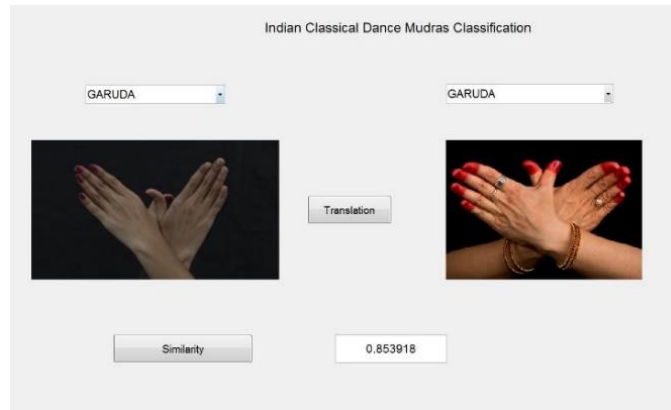 Indian Classical Dance Mudras Classification
GARUDA
GARUDA
Translation
Similarity
0.853918